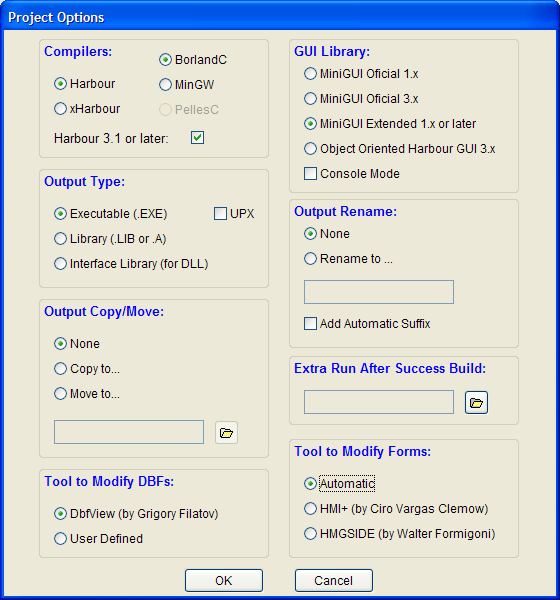 Project Options
Compilers:
BorlandC
Harbour
MinGW
xHarbour
PellesC
Harbour 3.1 or later:
Output Type:
Executable (.EXE)
UPX
Library (.LIB or .A)
Interface Library (for DLL)
Output Copy/Move:
None
Copy to...
Move to...
Tool to Modify DBFs:
DbfView (by Grigory Filatov)
User Defined
GUI Library:
MiniGUI Oficial 1.x
MiniGUI Oficial 3.x
MiniGUI Extended 1.x or later
Object Oriented Harbour GUI 3.x
Console Mode
Output Rename:
None
Rename to ...
Add Automatic Suffix
Extra Run After Success Build:
Tool to Modify Forms:
Automatic
HMI+ (by Ciro Vargas Clemow)
HMGSIDE (by Walter Formigoni)
OK
Cancel